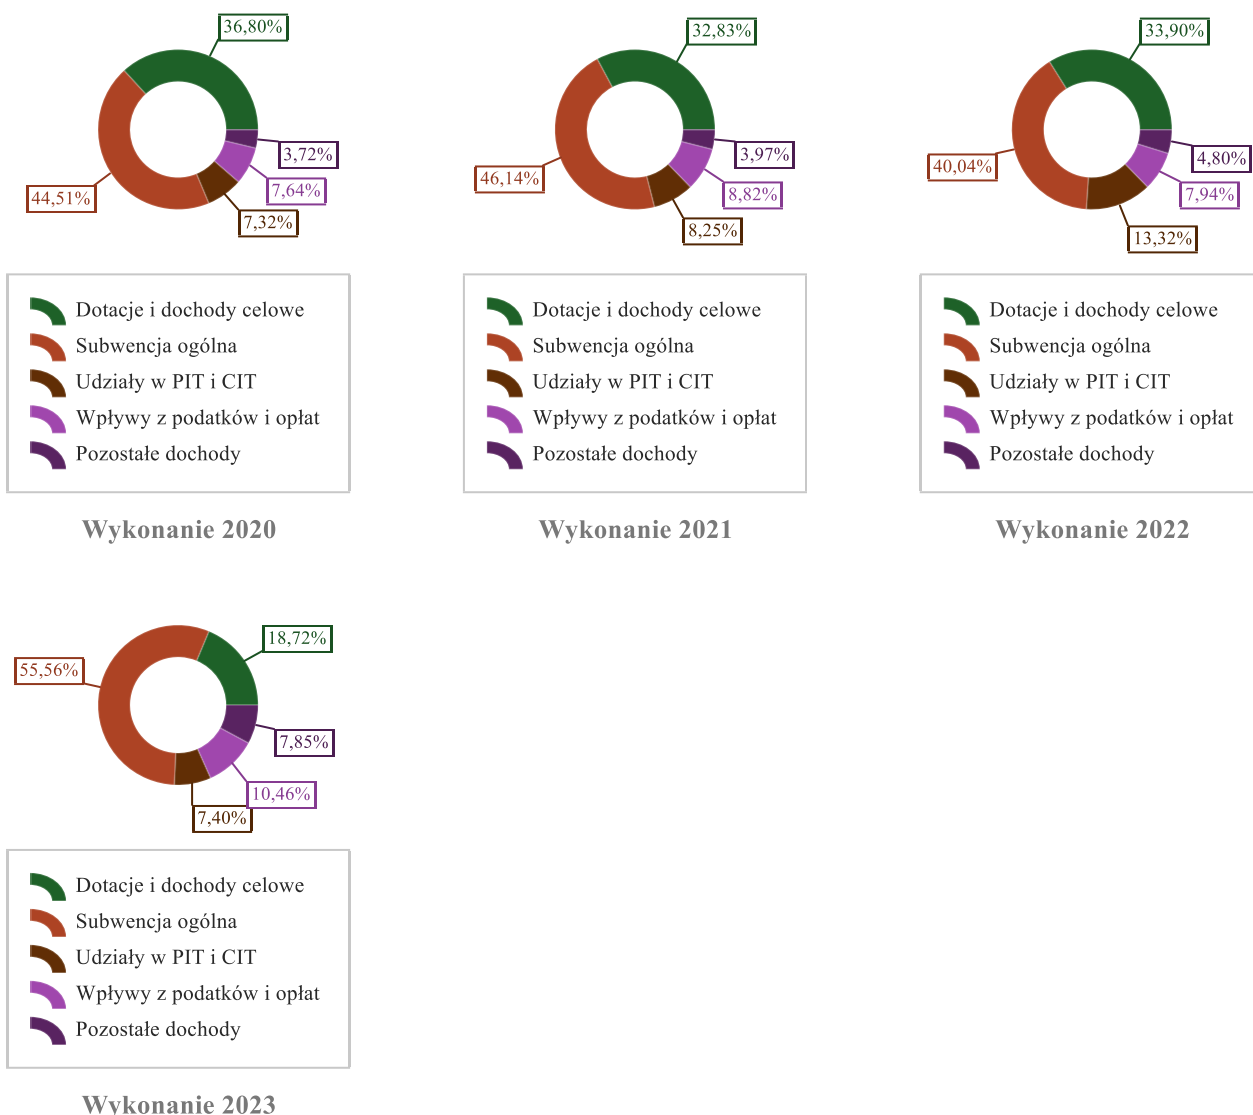 36,80%
3,72%
7,64%
7,32%
44,51%
Dotacje i dochody celowe
Subwencja ogólna
Udziały w PIT i CIT
Wpływy z podatków i opłat
Pozostałe dochody
Wykonanie 2020
32,83%
3,97%
8,82%
8,25%
46,14%
Dotacje i dochody celowe
Subwencja ogólna
Udziały w PIT i CIT
Wpływy z podatków i opłat
Pozostałe dochody
Wykonanie 2021
33,90%
4,80%
7,94%
13,32%
40,04%
Dotacje i dochody celowe
Subwencja ogólna
Udziały w PIT i CIT
Wpływy z podatków i opłat
Pozostałe dochody
Wykonanie 2022
18,72%
55,56%
7,85%
10,46%
7,40%
Dotacje i dochody celowe
Subwencja ogólna
Udziały w PIT i CIT
Wpływy z podatków i opłat
Pozostałe dochody
Wykonanie 2023